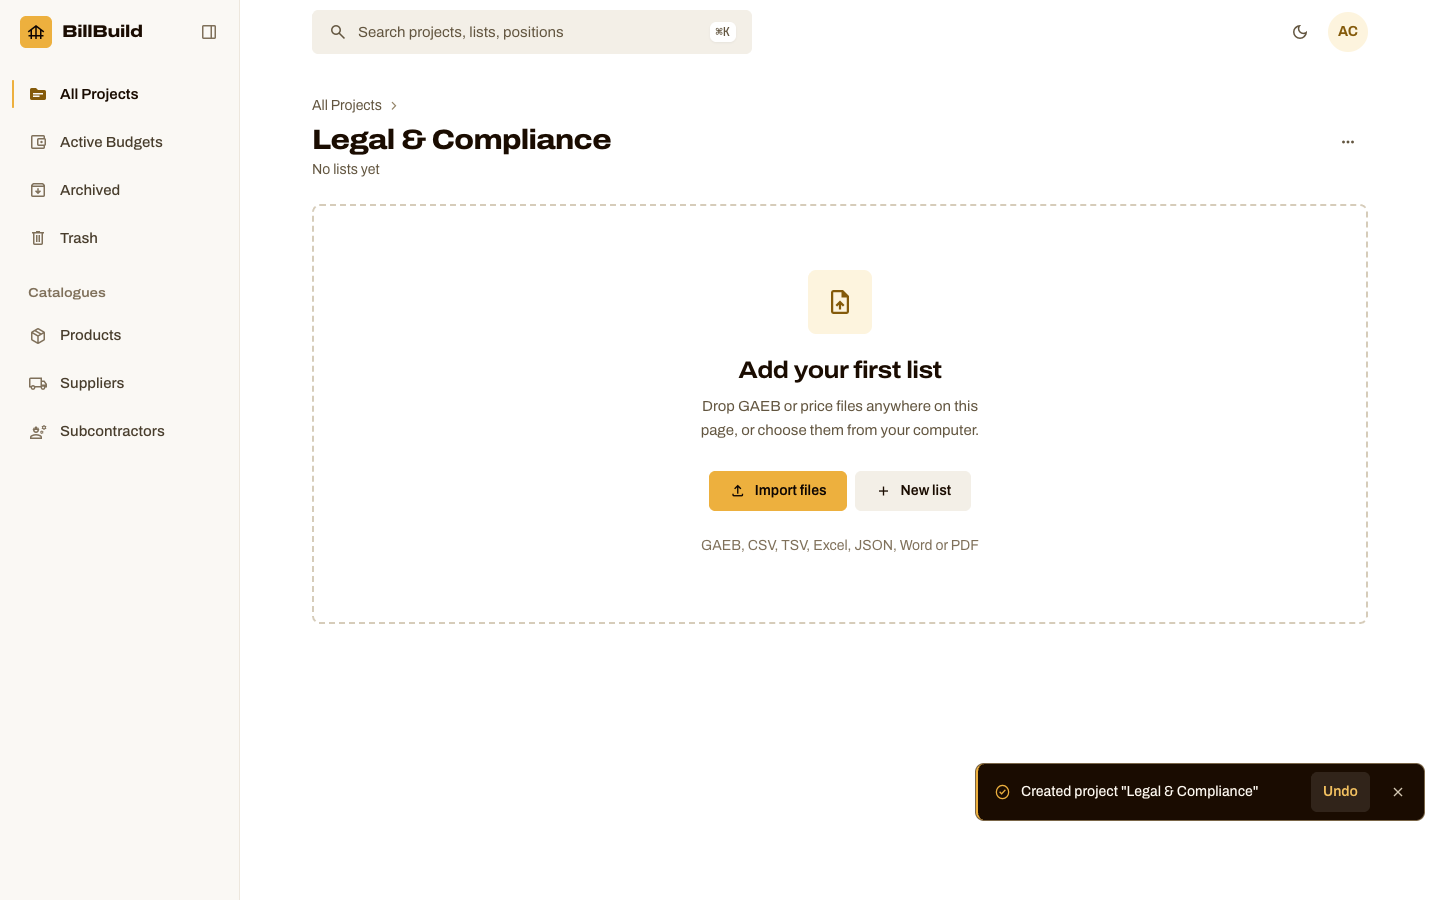 BillBuild
Search projects, lists, positions
⌘K
AC
All Projects
Active Budgets
Archived
Trash
Catalogues
Products
Suppliers
Subcontractors
All Projects
Legal & Compliance
No lists yet
Add your first list
Drop GAEB or price files anywhere on this
page, or choose them from your computer.
Import files
New list
GAEB, CSV, TSV, Excel, JSON, Word or PDF
Created project "Legal & Compliance"
Undo